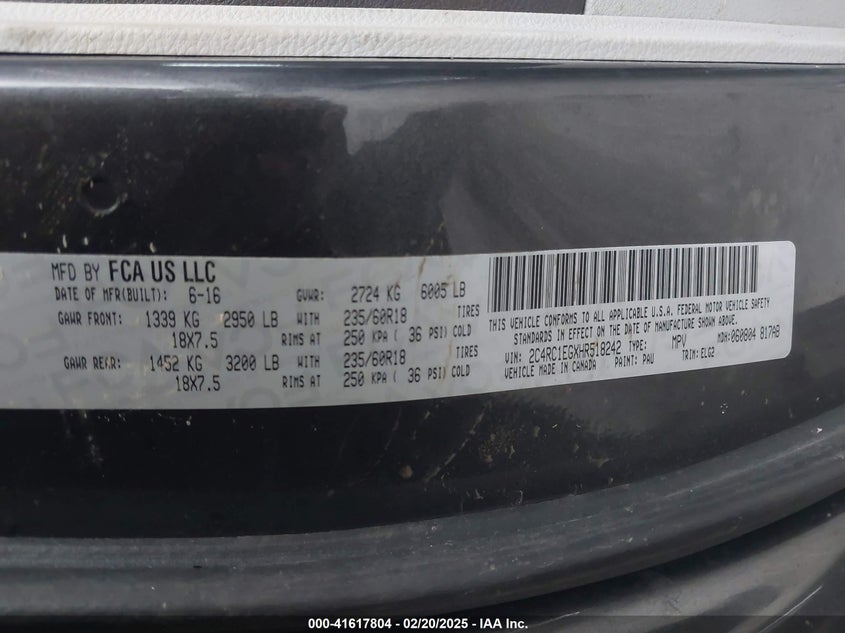 MFD BY FCA US LLC
DATE OF MFR(BUILT): 6-16 GVWR: 2724 KG 6005 LB
GAWR FRONT: 1339 KG 2950 LB WITH 235/60R18 TIRES
18X7.5 RIMS AT 250 KPA ( 36 PSI) COLD
GAWR REAR: 1452 KG 3200 LB WITH 235/60R18 TIRES
18X7.5 RIMS AT 250 KPA ( 36 PSI) COLD
THIS VEHICLE CONFORMS TO ALL APPLICABLE U.S.A. FEDERAL MOTOR VEHICLE SAFETY
STANDARDS IN EFFECT ON THE DATE OF MANUFACTURE SHOWN ABOVE.
VIN: 2C4RC1EGXHR518242 TYPE: MPV MDH:060804 817AB
VEHICLE MADE IN CANADA PAINT: PAU TRIM: ELG2
000-41617804 — 02/20/2025 — IAA Inc.